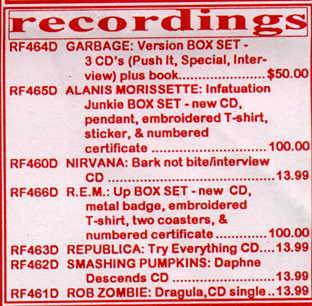 recordings
RF464D GARBAGE: Version BOX SET -
3 CD's (Push It, Special, Inter-
view) plus book......................$50.00
RF465D ALANIS MORISSETTE: Infatuation
Junkie BOX SET - new CD,
pendant, embroidered T-shirt,
sticker, & numbered
certificate ......................... 100.00
RF460D NIRVANA: Bark not bite/interview
CD ................................... 13.99
RF466D R.E.M.: Up BOX SET - new CD,
metal badge, embroidered
T-shirt, two coasters, &
numbered certificate .......... 100.00
RF463D REPUBLICA: Try Everything CD....13.99
RF462D SMASHING PUMPKINS: Daphne
Descends CD ..................... 13.99
RF461D ROB ZOMBIE: Dragula, CD single ..13.99